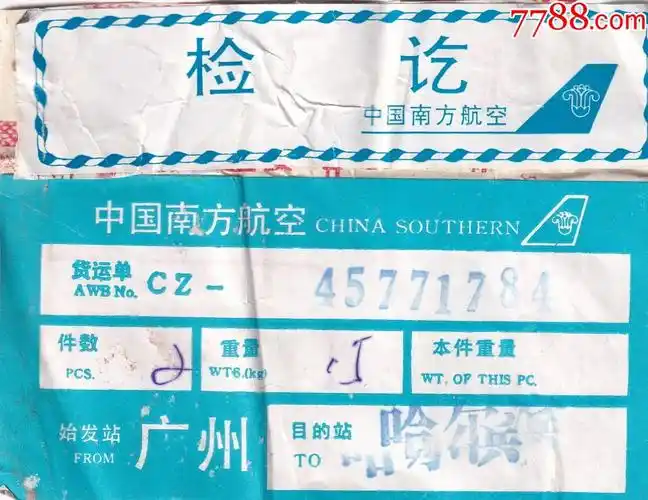 7788.com
检 讫
中国南方航空
中国南方航空 CHINA SOUTHERN
货运单
AWB No. CZ- 45771784
件数 2 重量 15 本件重量
PCS. WT6.(kg) WT. OF THIS PC.
始发站 广州 目的站 哈尔滨
FROM TO